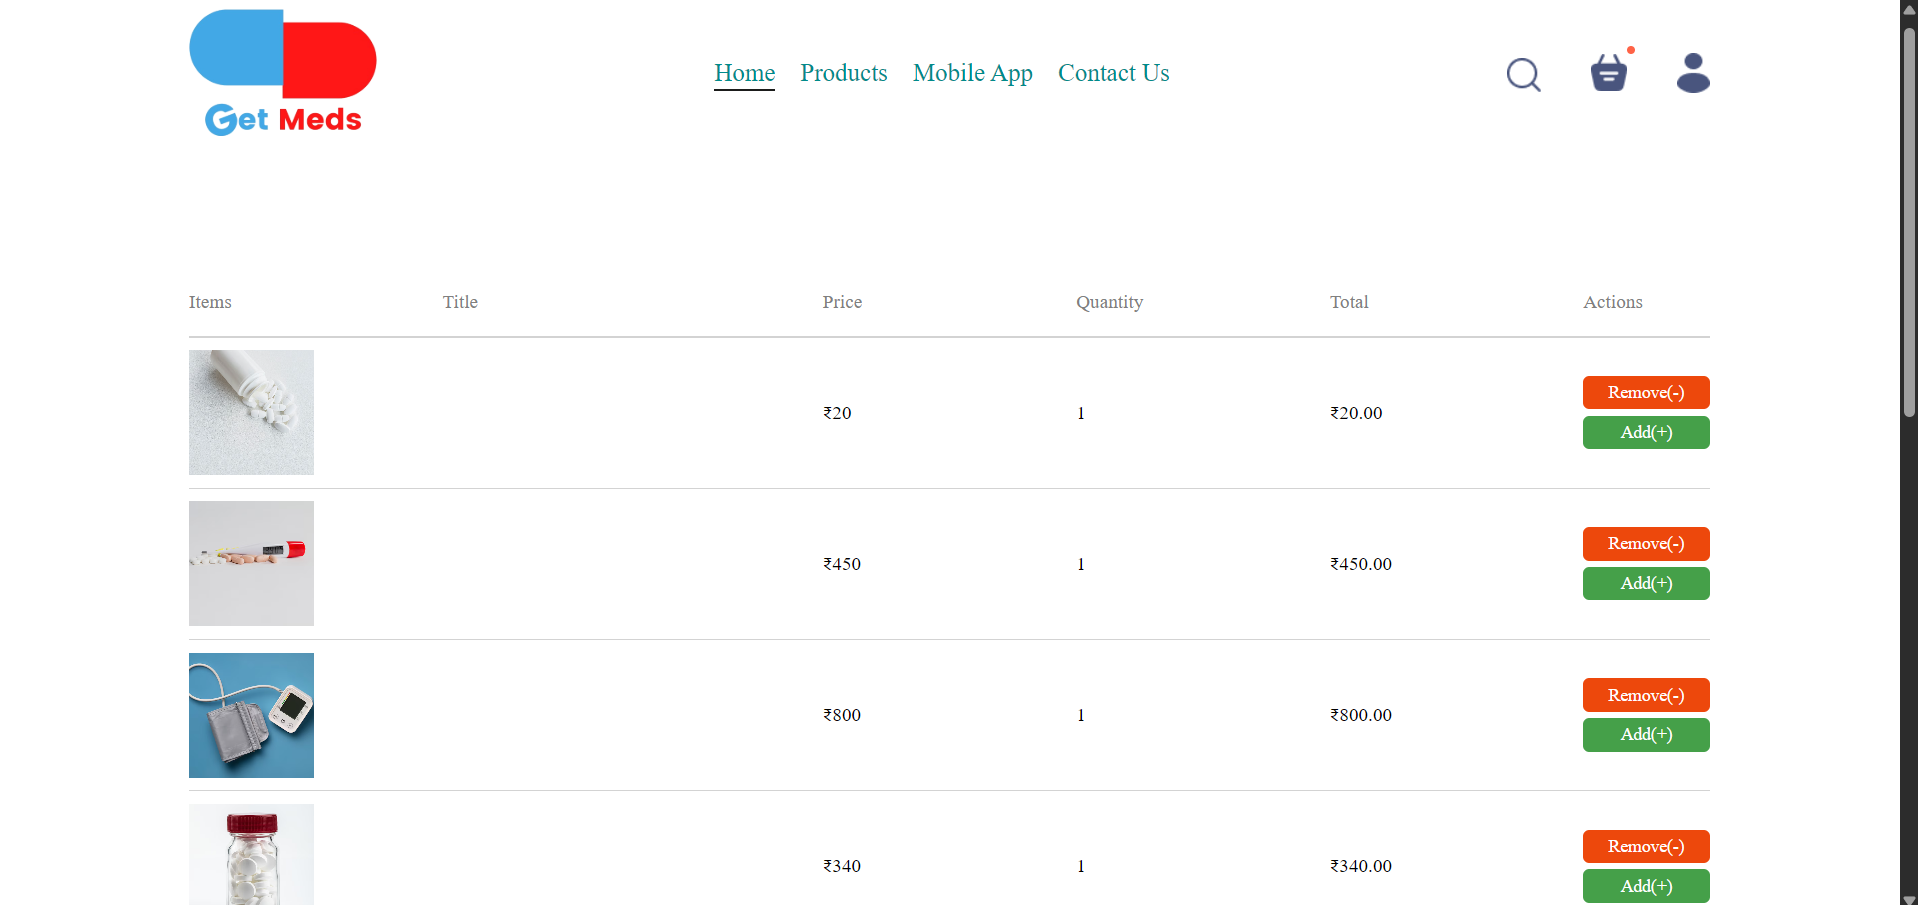 Get Meds
Home Products Mobile App Contact Us
Items Title Price Quantity Total Actions
₹20 1 ₹20.00 Remove(-)
Add(+)
₹450 1 ₹450.00 Remove(-)
Add(+)
₹800 1 ₹800.00 Remove(-)
Add(+)
₹340 1 ₹340.00 Remove(-)
Add(+)